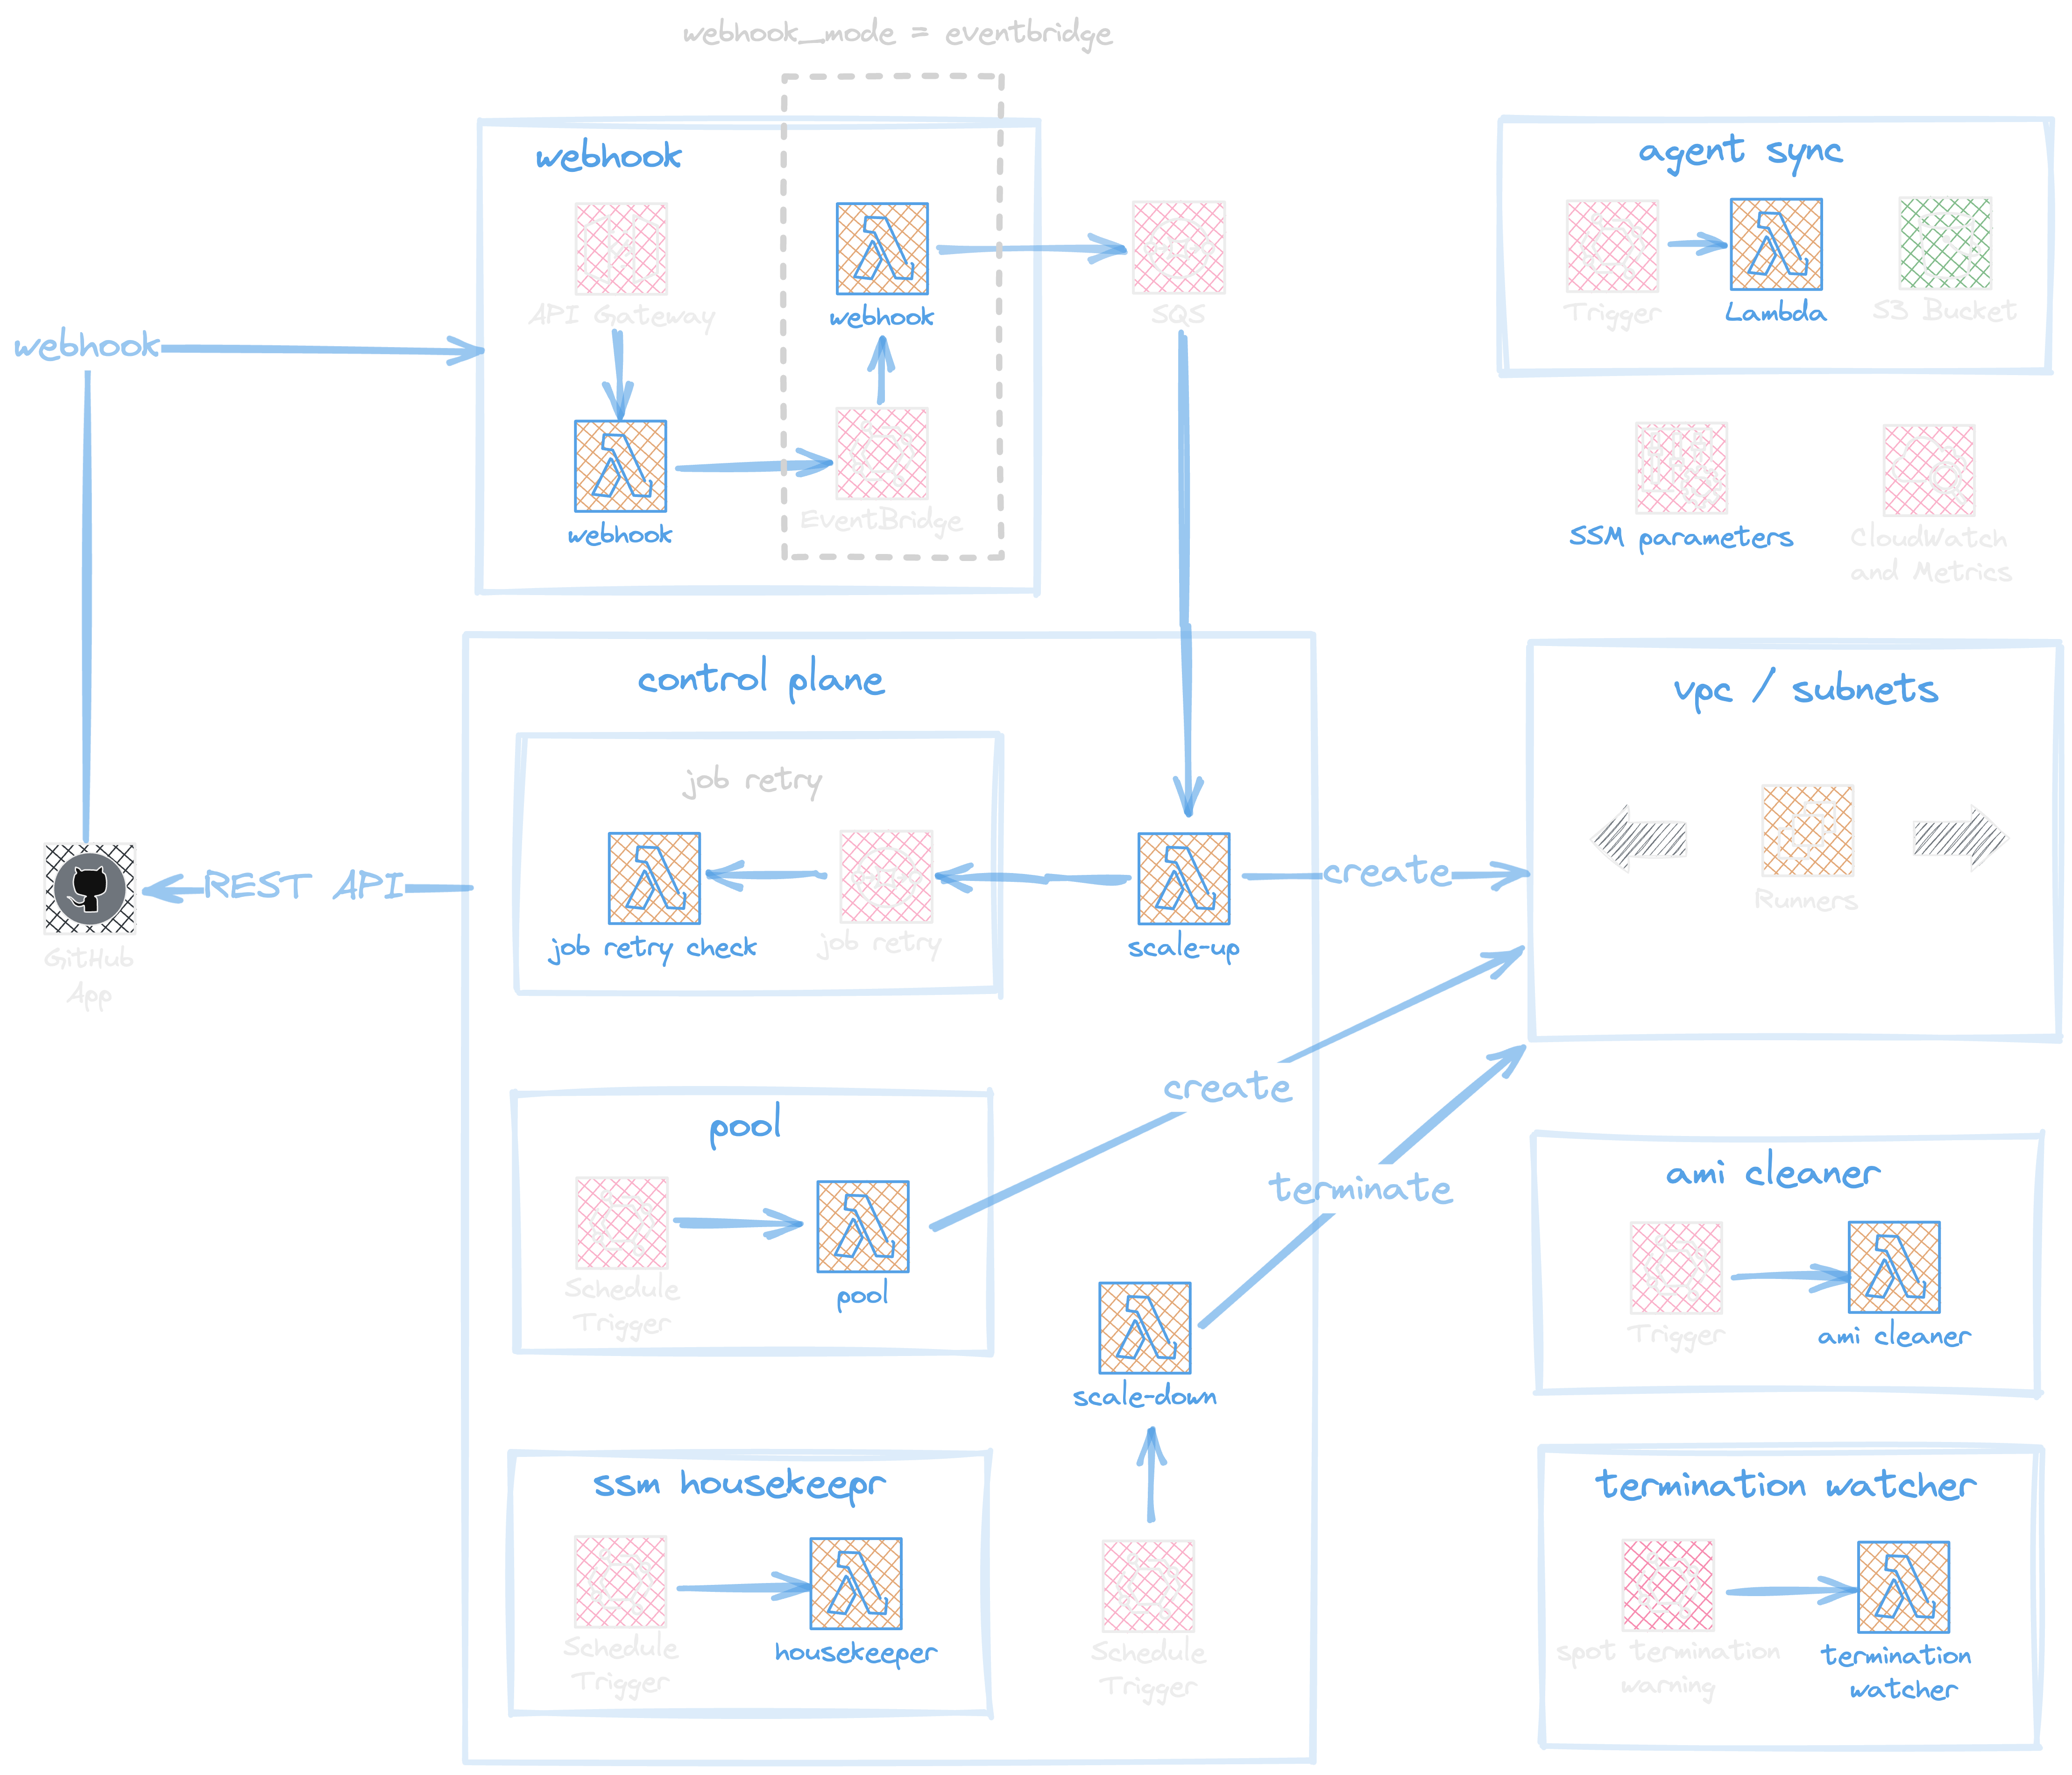 webhook_mode = eventbridge
webhook
API Gateway
webhook
SQS
webhook
EventBridge
webhook
agent sync
Trigger
Lambda
S3 Bucket
SSM parameters
CloudWatch
and Metrics
control plane
job retry
job retry check
job retry
scale-up
create
REST API
GitHub
App
vpc / subnets
Runners
pool
Schedule
Trigger
pool
create
terminate
scale-down
Schedule
Trigger
ssm housekeeper
Schedule
Trigger
housekeeper
ami cleaner
Trigger
ami cleaner
termination watcher
spot termination
warning
termination
watcher